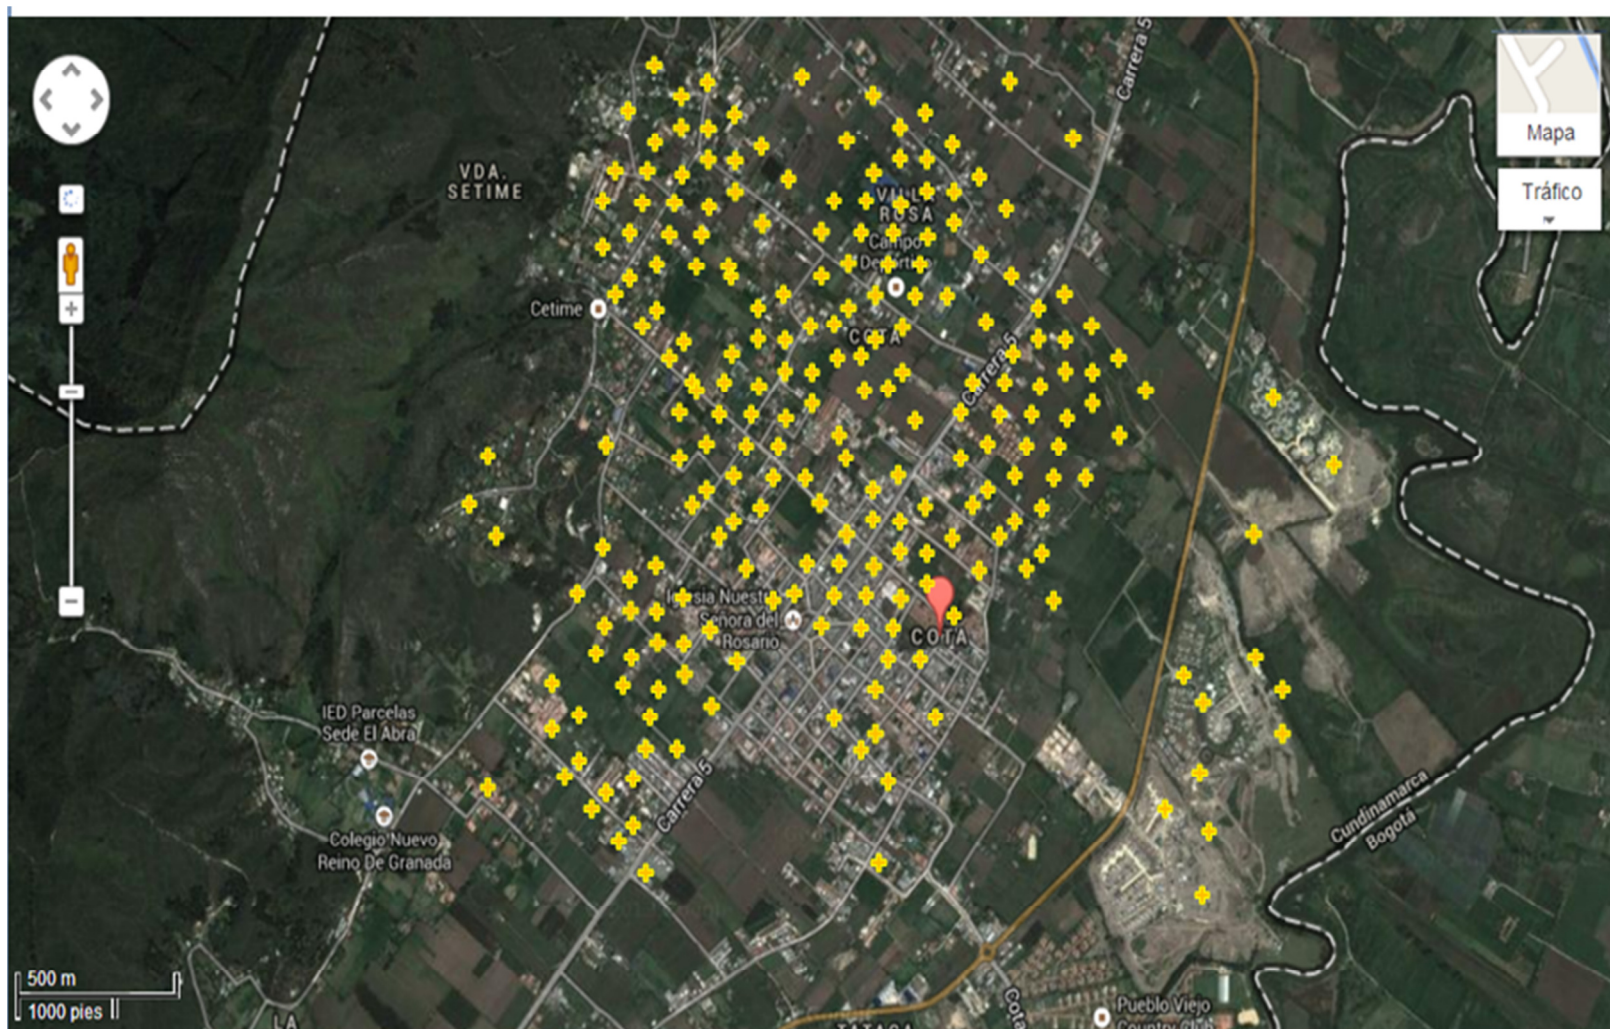 Carrera 5
Mapa
Tráfico
VDA.
SETIME
VILLA
ROSA
Campo
Deportivo
Cetime
COTA
Carrera 5
Iglesia Nuestra
Señora del
Rosario
COTA
IED Parcelas
Sede El Abra
Colegio Nuevo
Reino De Granada
Carrera 5
Cundinamarca
Bogotá
500 m
1000 pies
LA
Cota
Pueblo Viejo
Country Club